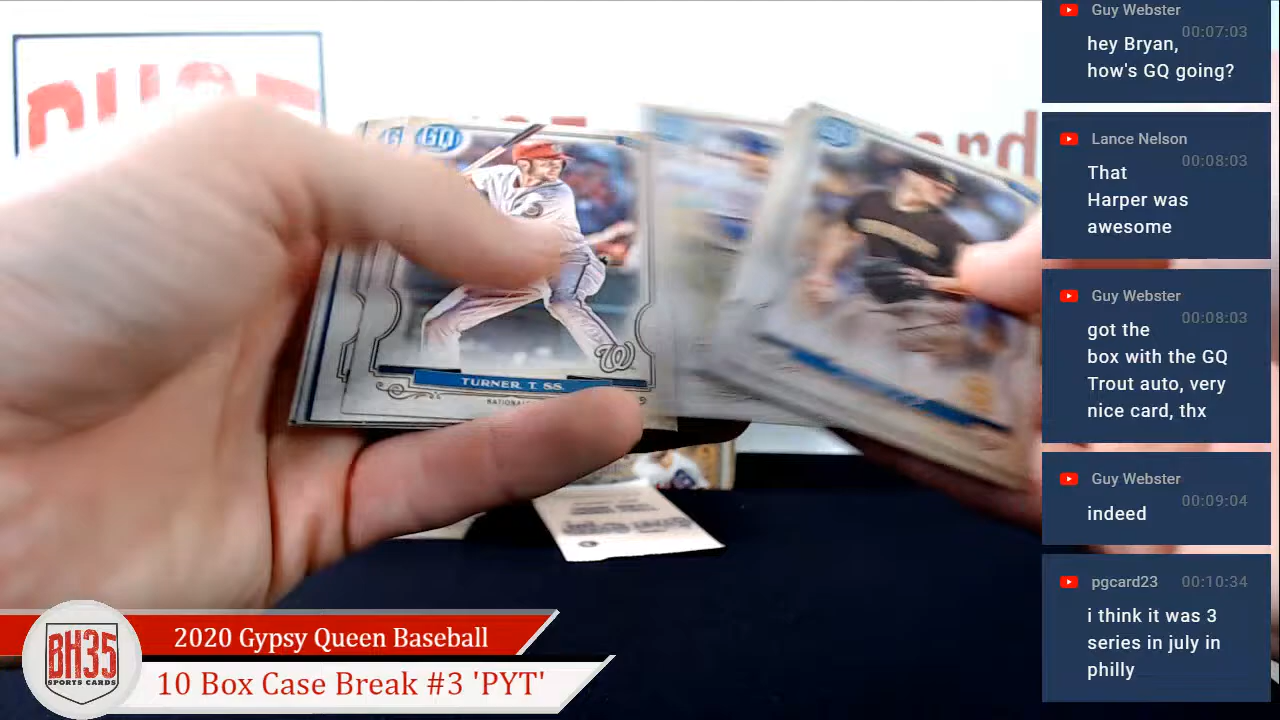 GQ
TURNER, T. SS.
W
2020 Gypsy Queen Baseball
10 Box Case Break #3 'PYT'
BH35
SPORTS CARDS
Guy Webster
00:07:03
hey Bryan,
how's GQ going?
Lance Nelson
00:08:03
That
Harper was
awesome
Guy Webster
00:08:03
got the
box with the GQ
Trout auto, very
nice card, thx
Guy Webster
00:09:04
indeed
pgcard23 00:10:34
i think it was 3
series in july in
philly